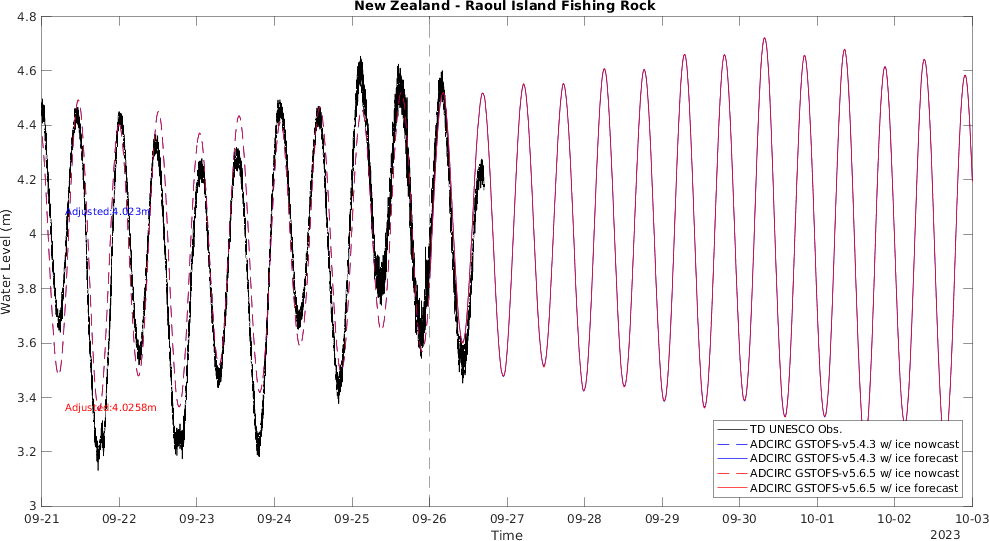 New Zealand - Raoul Island Fishing Rock
4.8
4.6
4.4
4.2
4
3.8
3.6
3.4
3.2
3
Water Level (m)
Adjusted:4.023m
Adjusted:4.0258m
TD UNESCO Obs.
ADCIRC GSTOFS-v5.4.3 w/ ice nowcast
ADCIRC GSTOFS-v5.4.3 w/ ice forecast
ADCIRC GSTOFS-v5.6.5 w/ ice nowcast
ADCIRC GSTOFS-v5.6.5 w/ ice forecast
09-21 09-22 09-23 09-24 09-25 09-26 09-27 09-28 09-29 09-30 10-01 10-02 10-03
Time
2023